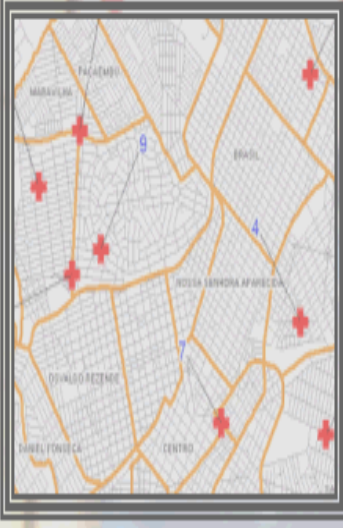 PACAEMBU
MARAVILHA
9
BRASIL
4
NOSSA SENHORA APARECIDA
7
OSVALDO REZENDE
DANIEL FONSECA
CENTRO